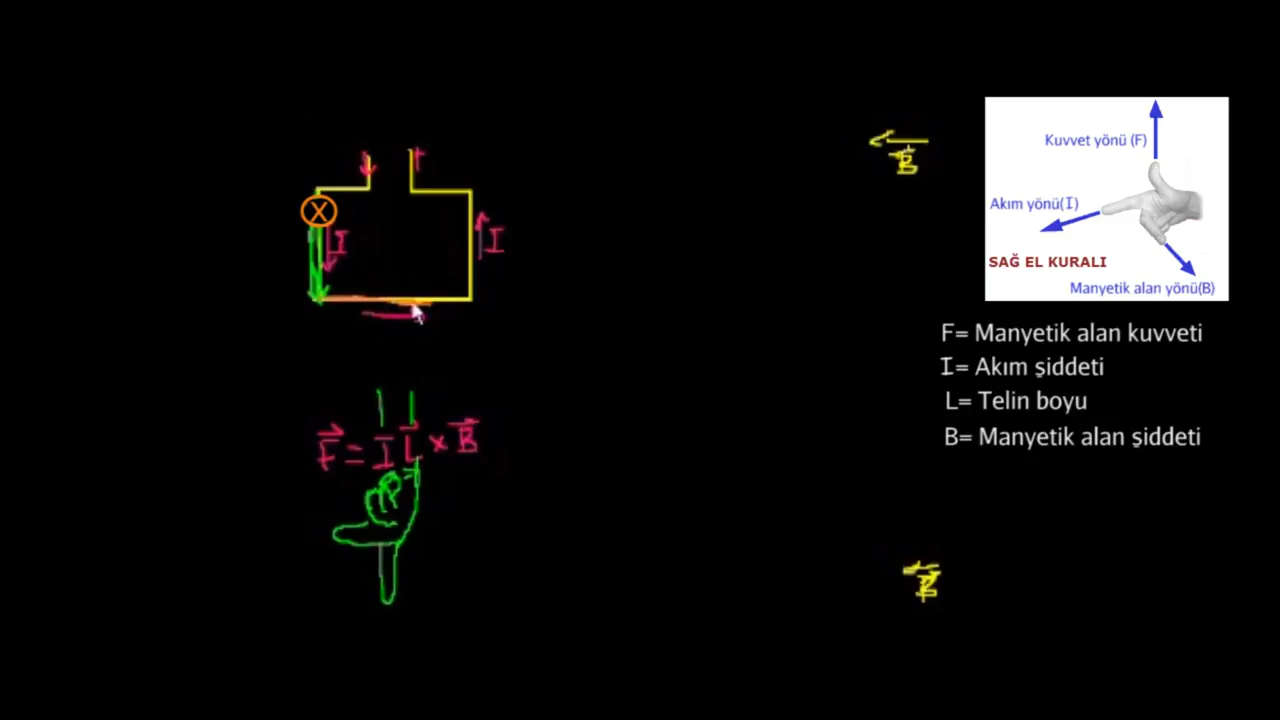 B
Kuvvet yönü (F)
Akım yönü(I)
SAĞ EL KURALI
Manyetik alan yönü(B)
X
I
I
F= Manyetik alan kuvveti
I= Akım şiddeti
L= Telin boyu
B= Manyetik alan şiddeti
F = I L x B